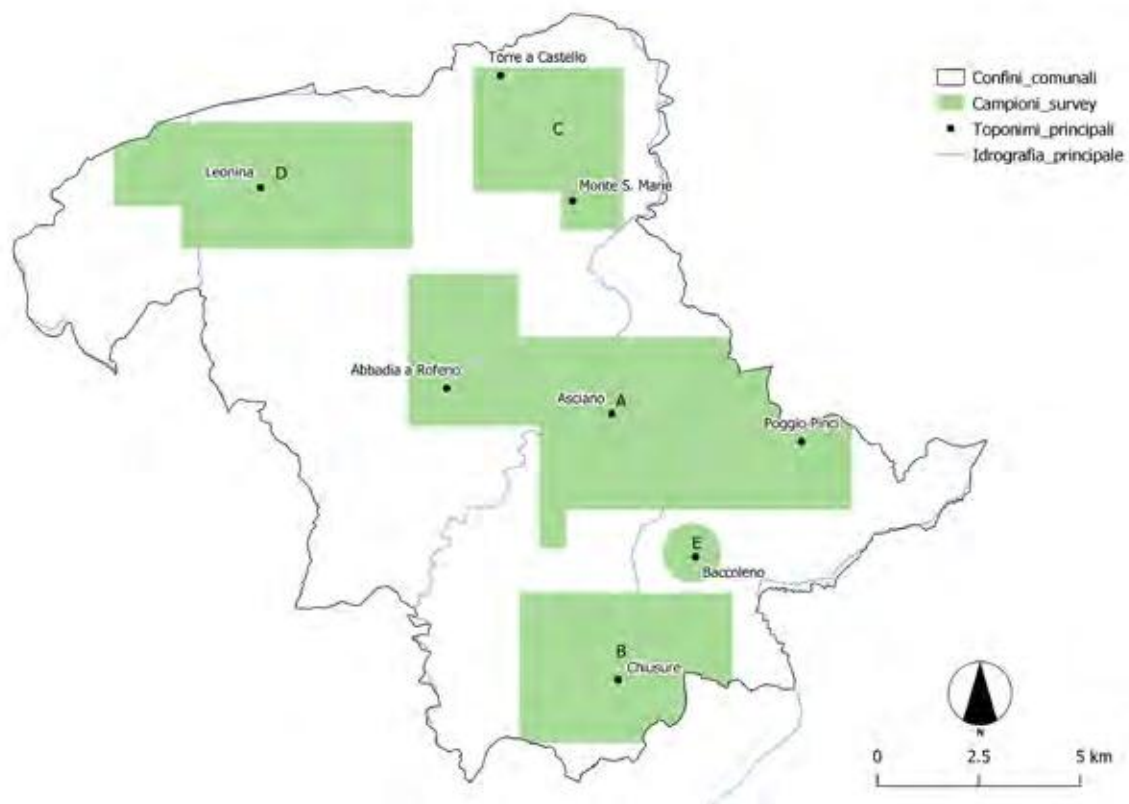 Torre a Castello
Confini_comunali
Campioni_survey
Toponimi_principali
Idrografia_principale
C
Leonina
D
Monte S. Marie
Abbadia a Rofeno
Asciano
A
Poggio Pinci
E
Baccoleno
B
Chiusure
N
0 2.5 5 km